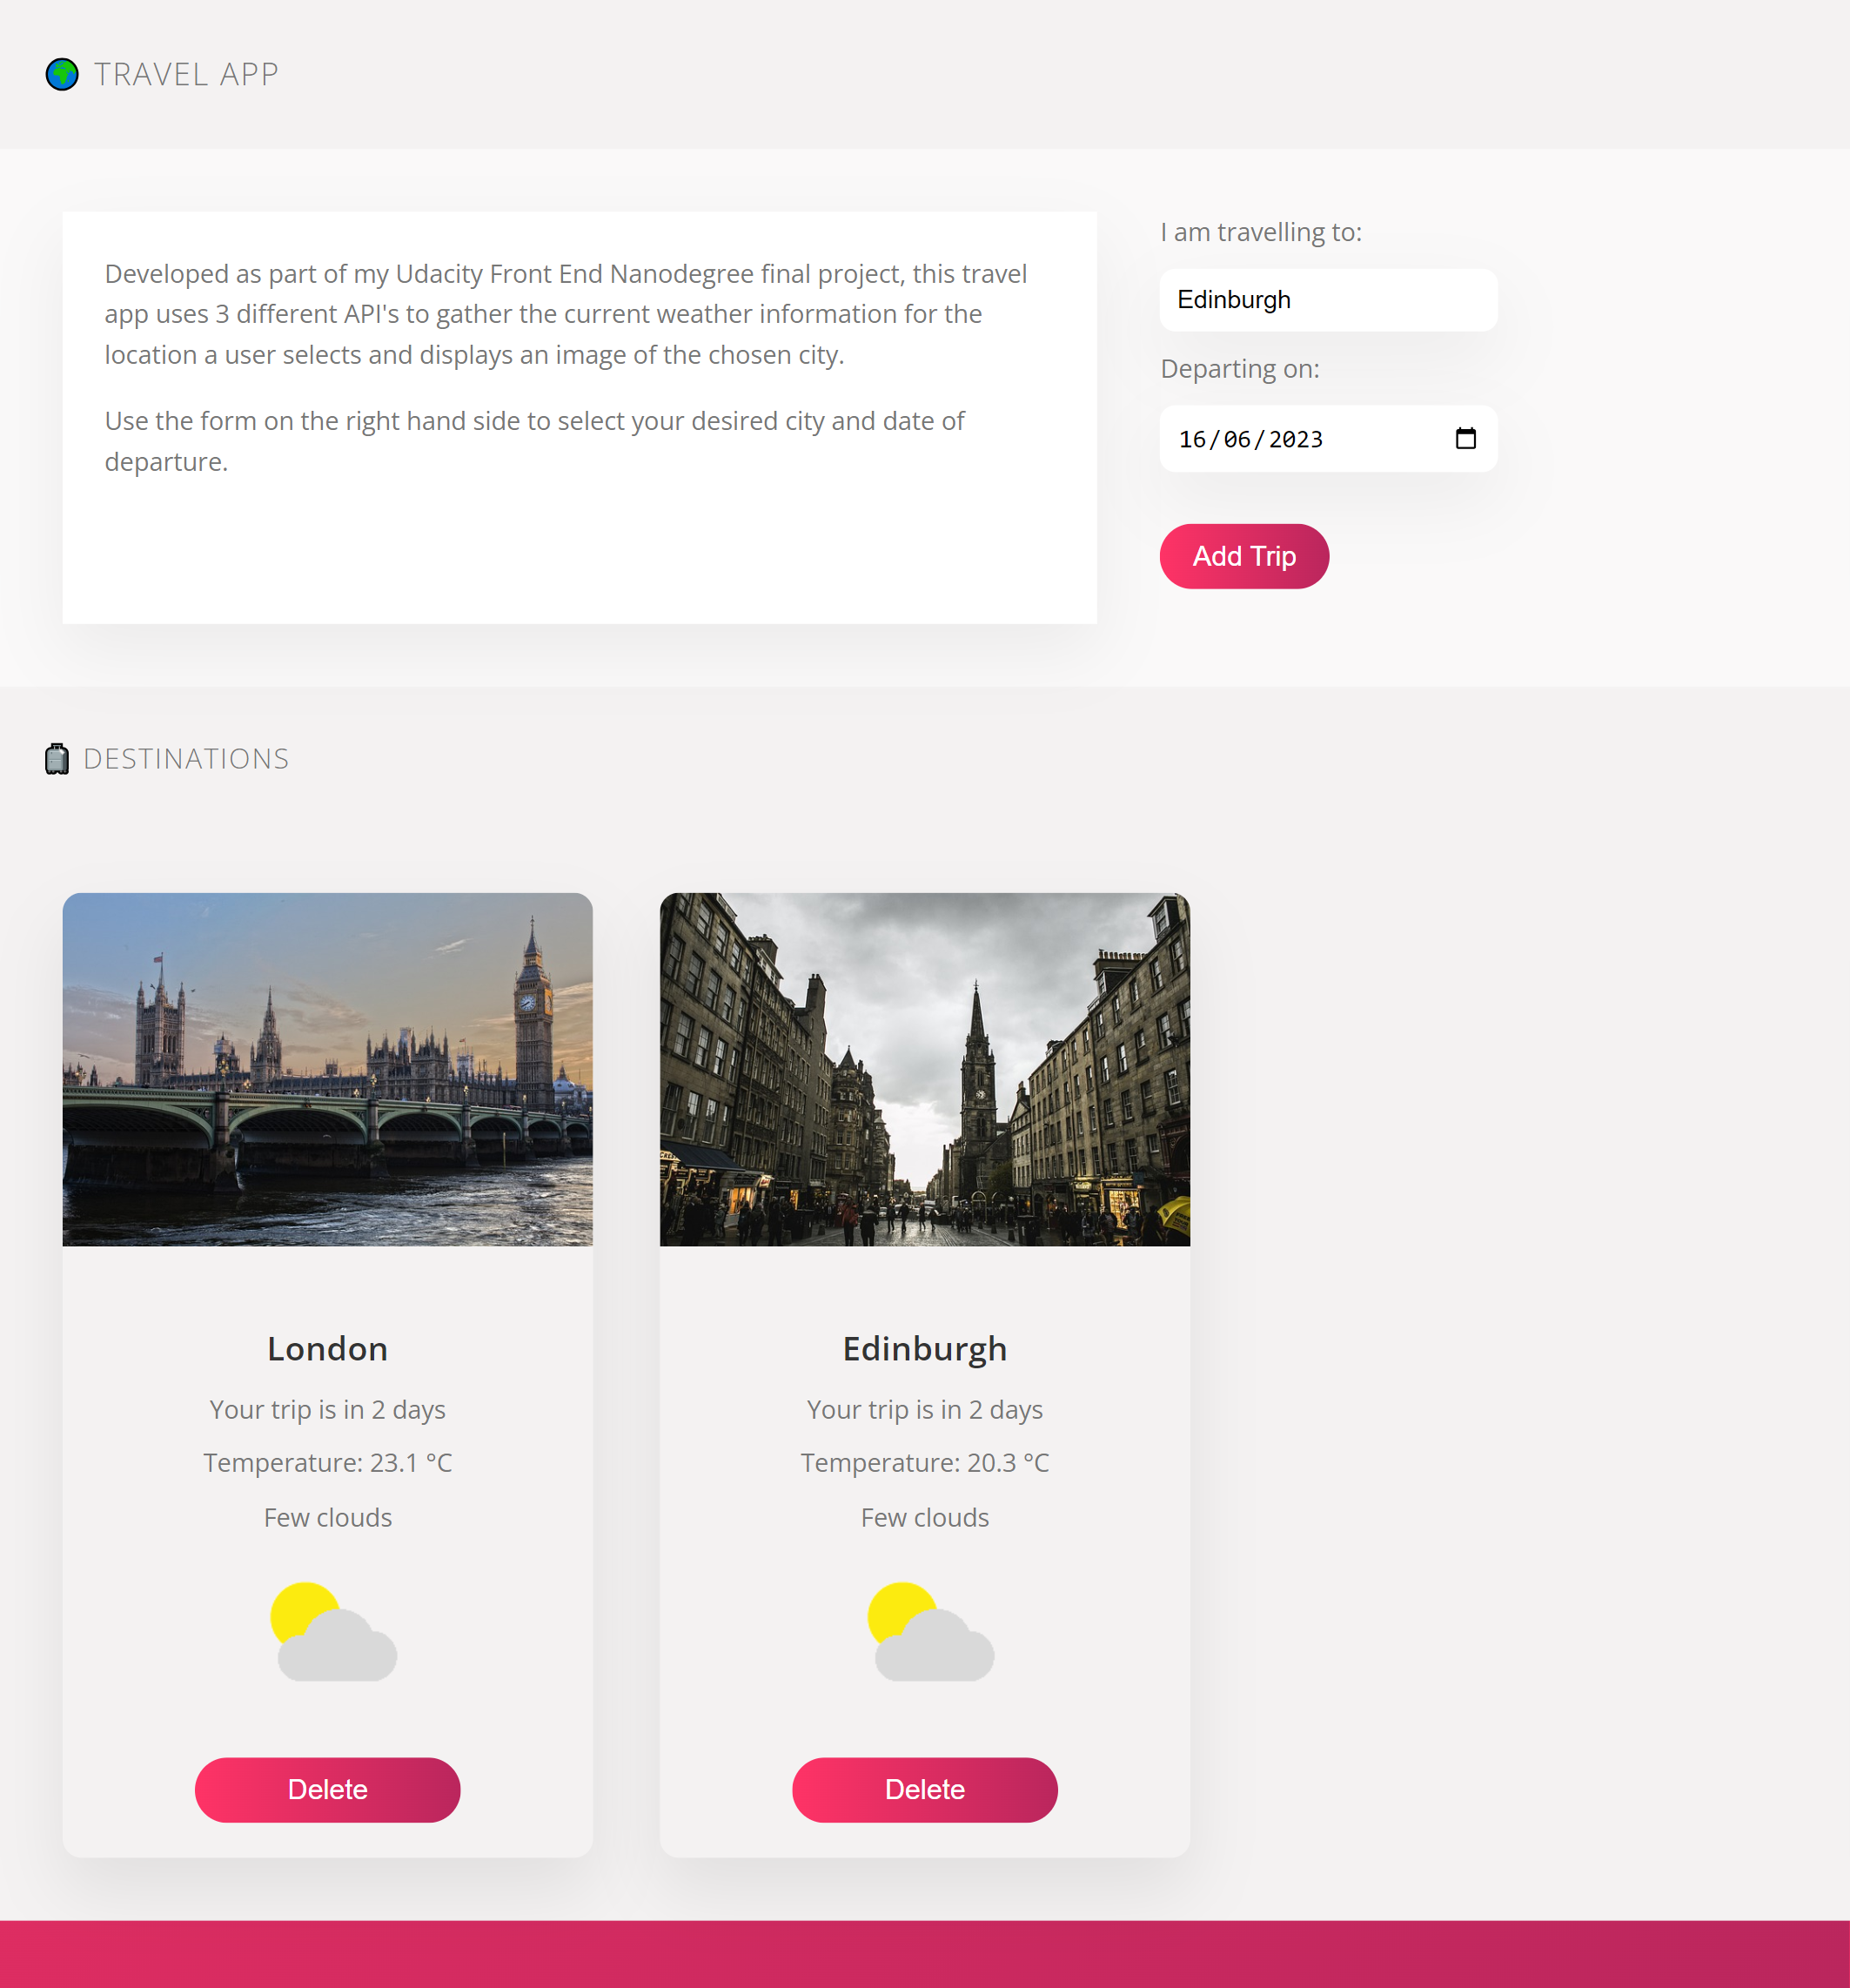 TRAVEL APP
Developed as part of my Udacity Front End Nanodegree final project, this travel
app uses 3 different API's to gather the current weather information for the
location a user selects and displays an image of the chosen city.
Use the form on the right hand side to select your desired city and date of
departure.
I am travelling to:
Edinburgh
Departing on:
16/06/2023
Add Trip
DESTINATIONS
London
Your trip is in 2 days
Temperature: 23.1 °C
Few clouds
Delete
Edinburgh
Your trip is in 2 days
Temperature: 20.3 °C
Few clouds
Delete